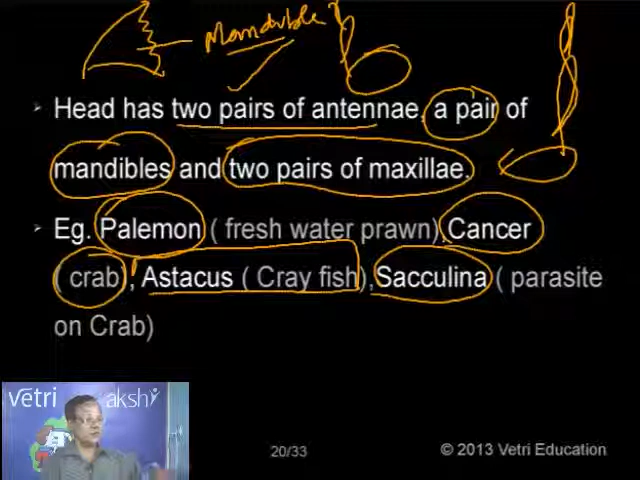 Mandible
Head has two pairs of antennae, a pair of
mandibles and two pairs of maxillae.
Eg. Palemon ( fresh water prawn), Cancer
( crab), Astacus ( Cray fish), Sacculina ( parasite
on Crab)
vetri akshi
20/33
© 2013 Vetri Education